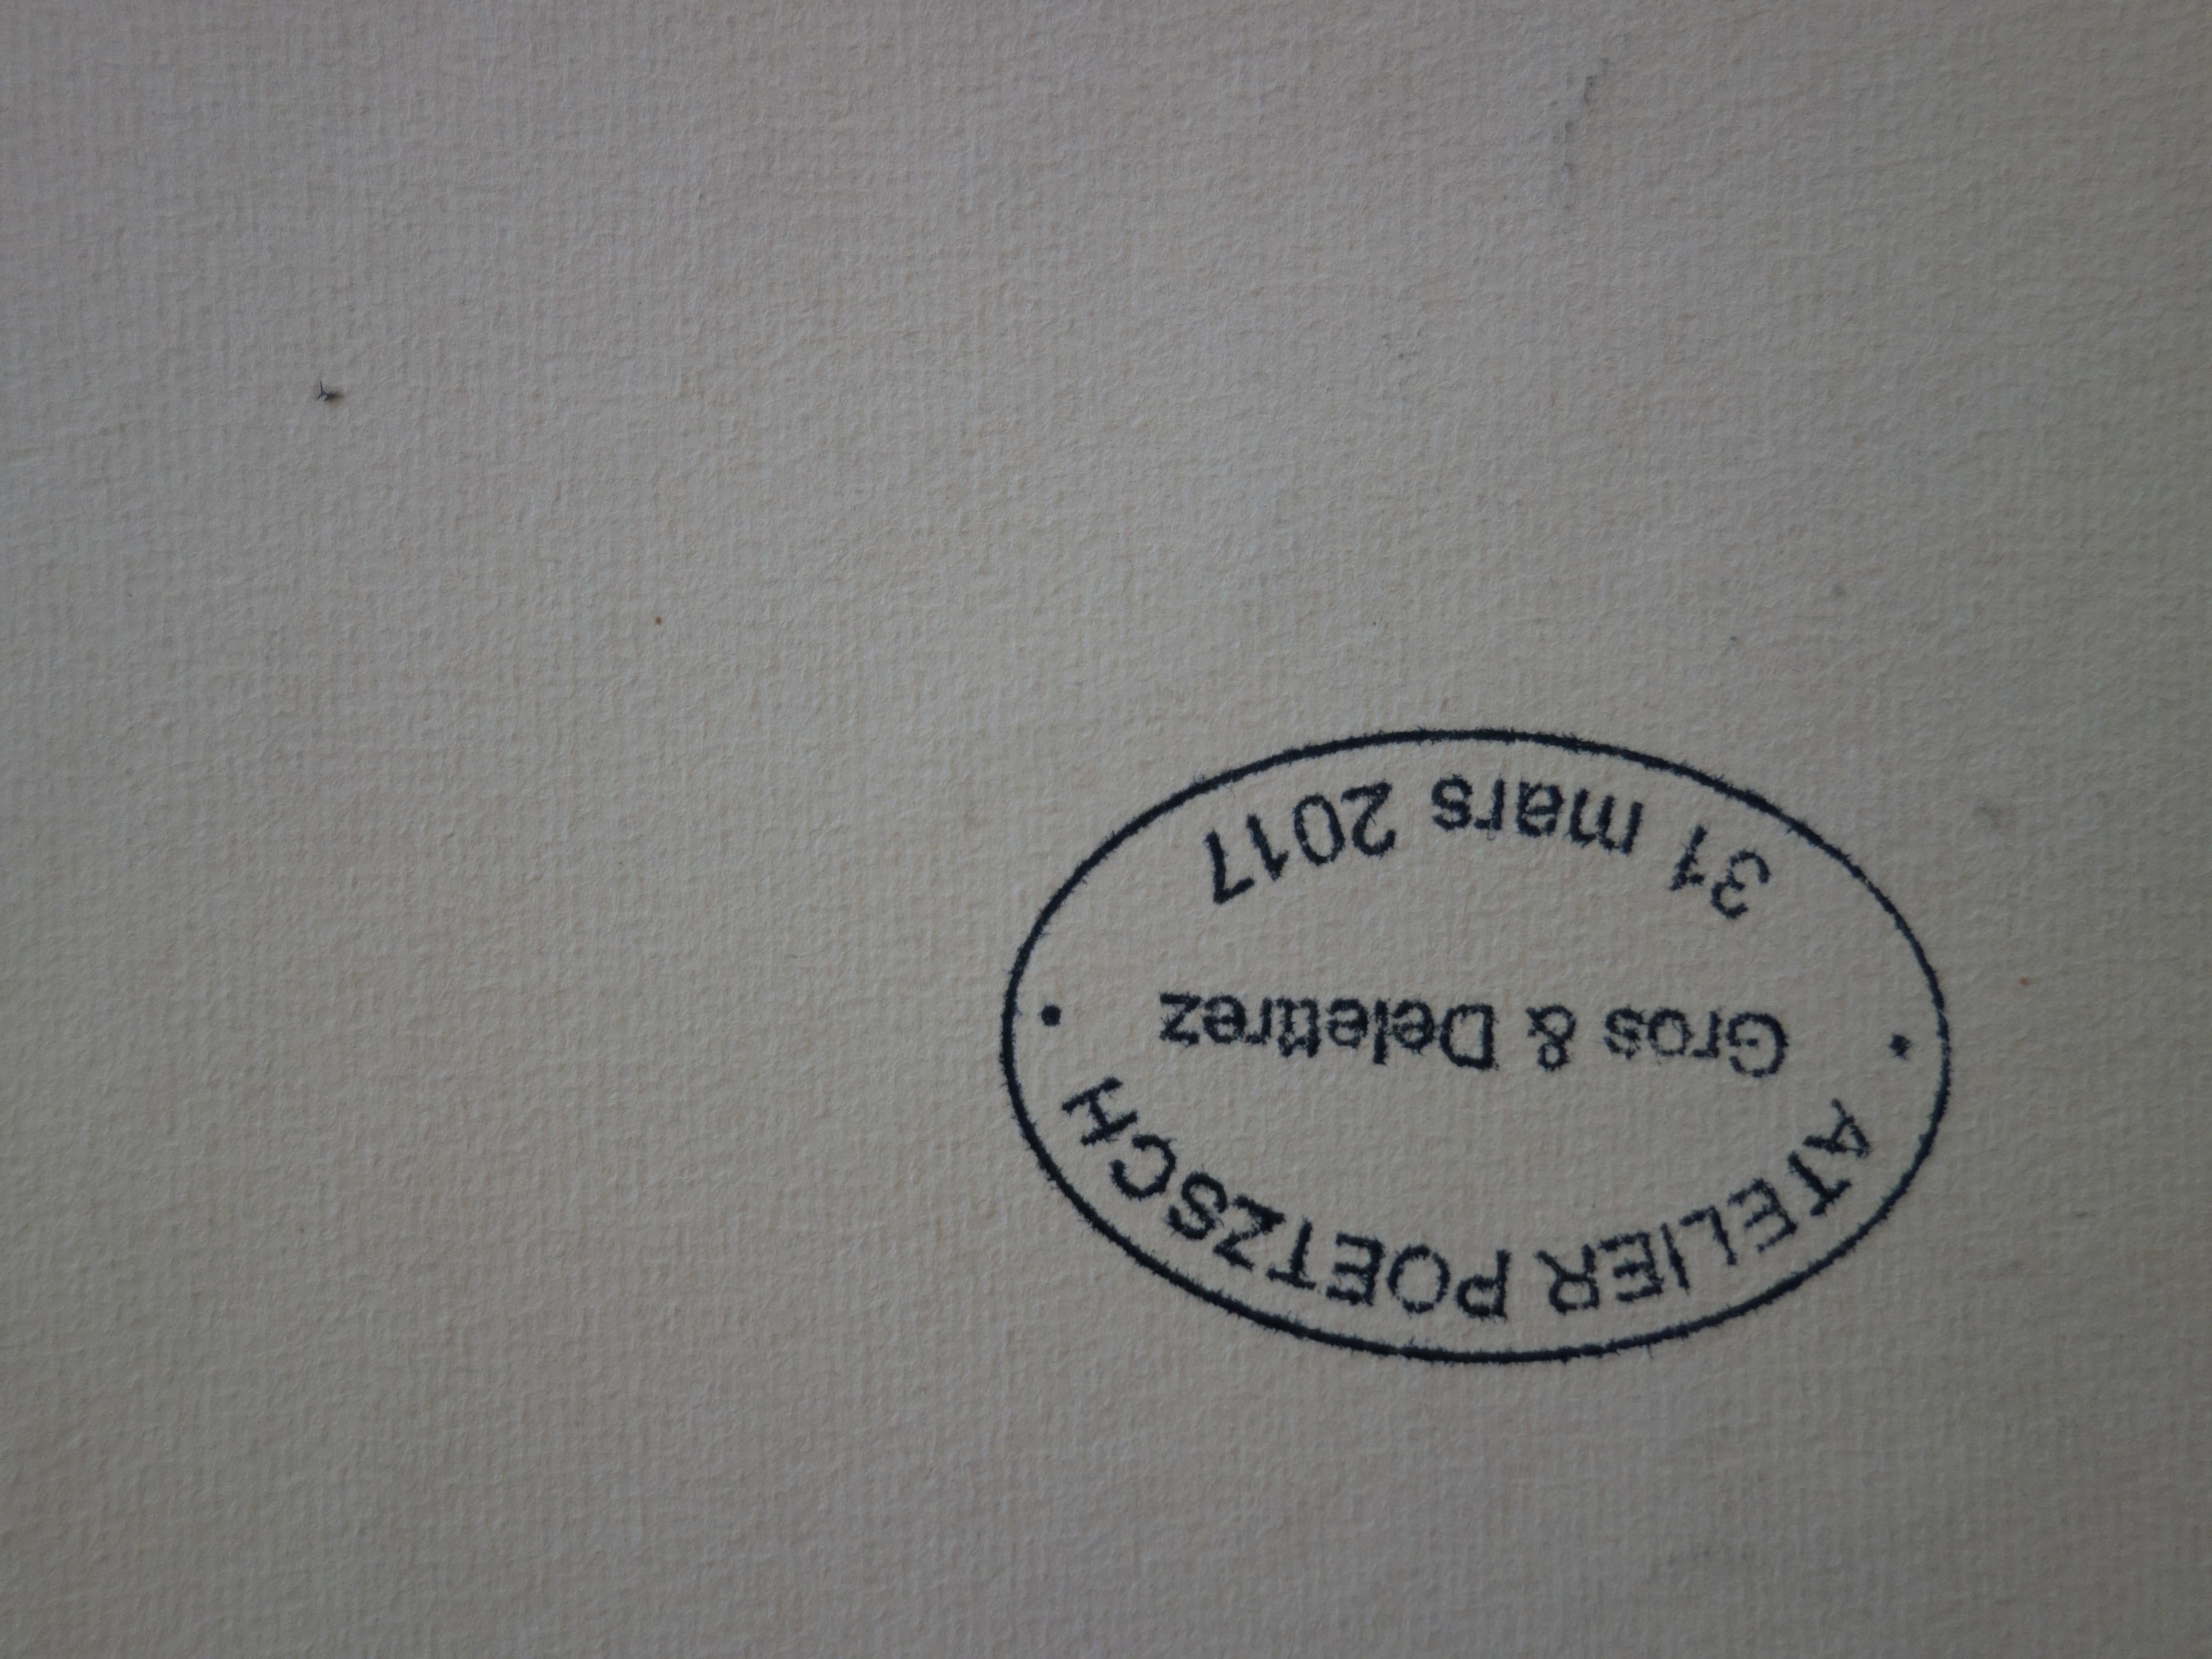 ATELIER POETZSCH
Gros & Delettrez
31 mars 2017